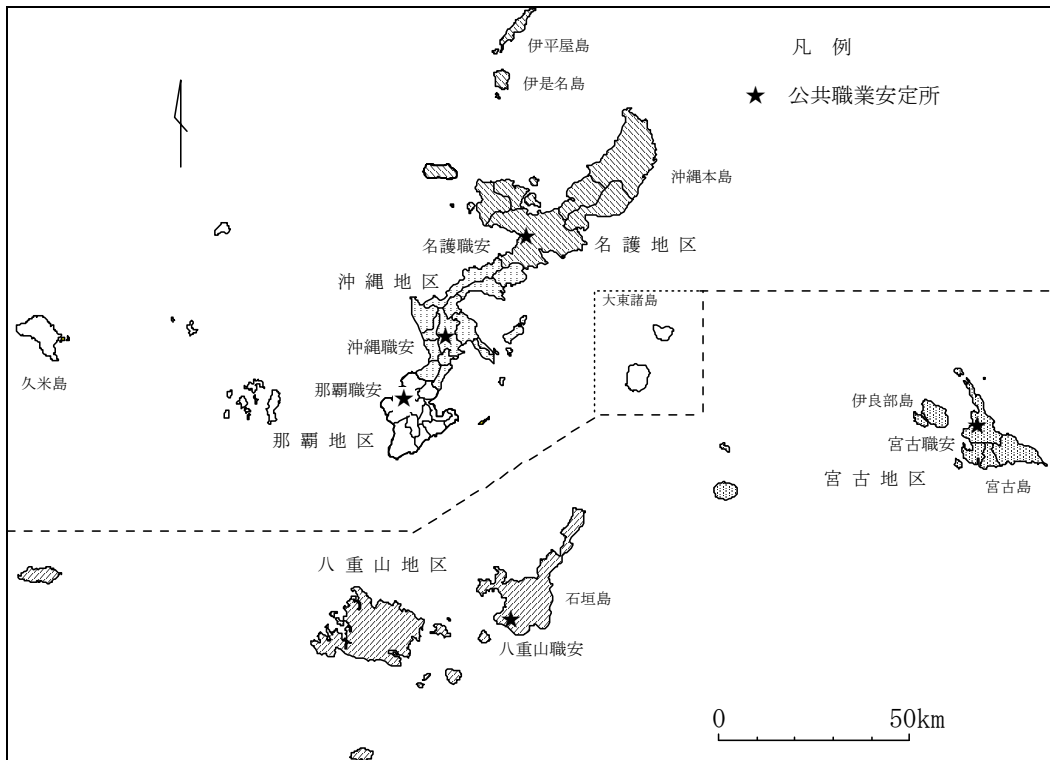 伊平屋島
凡 例
伊是名島
★ 公共職業安定所
沖縄本島
名護職安
名護地区
沖縄地区
大東諸島
沖縄職安
久米島
那覇職安
伊良部島
那覇地区
宮古職安
宮古地区
宮古島
八重山地区
石垣島
八重山職安
0 50km